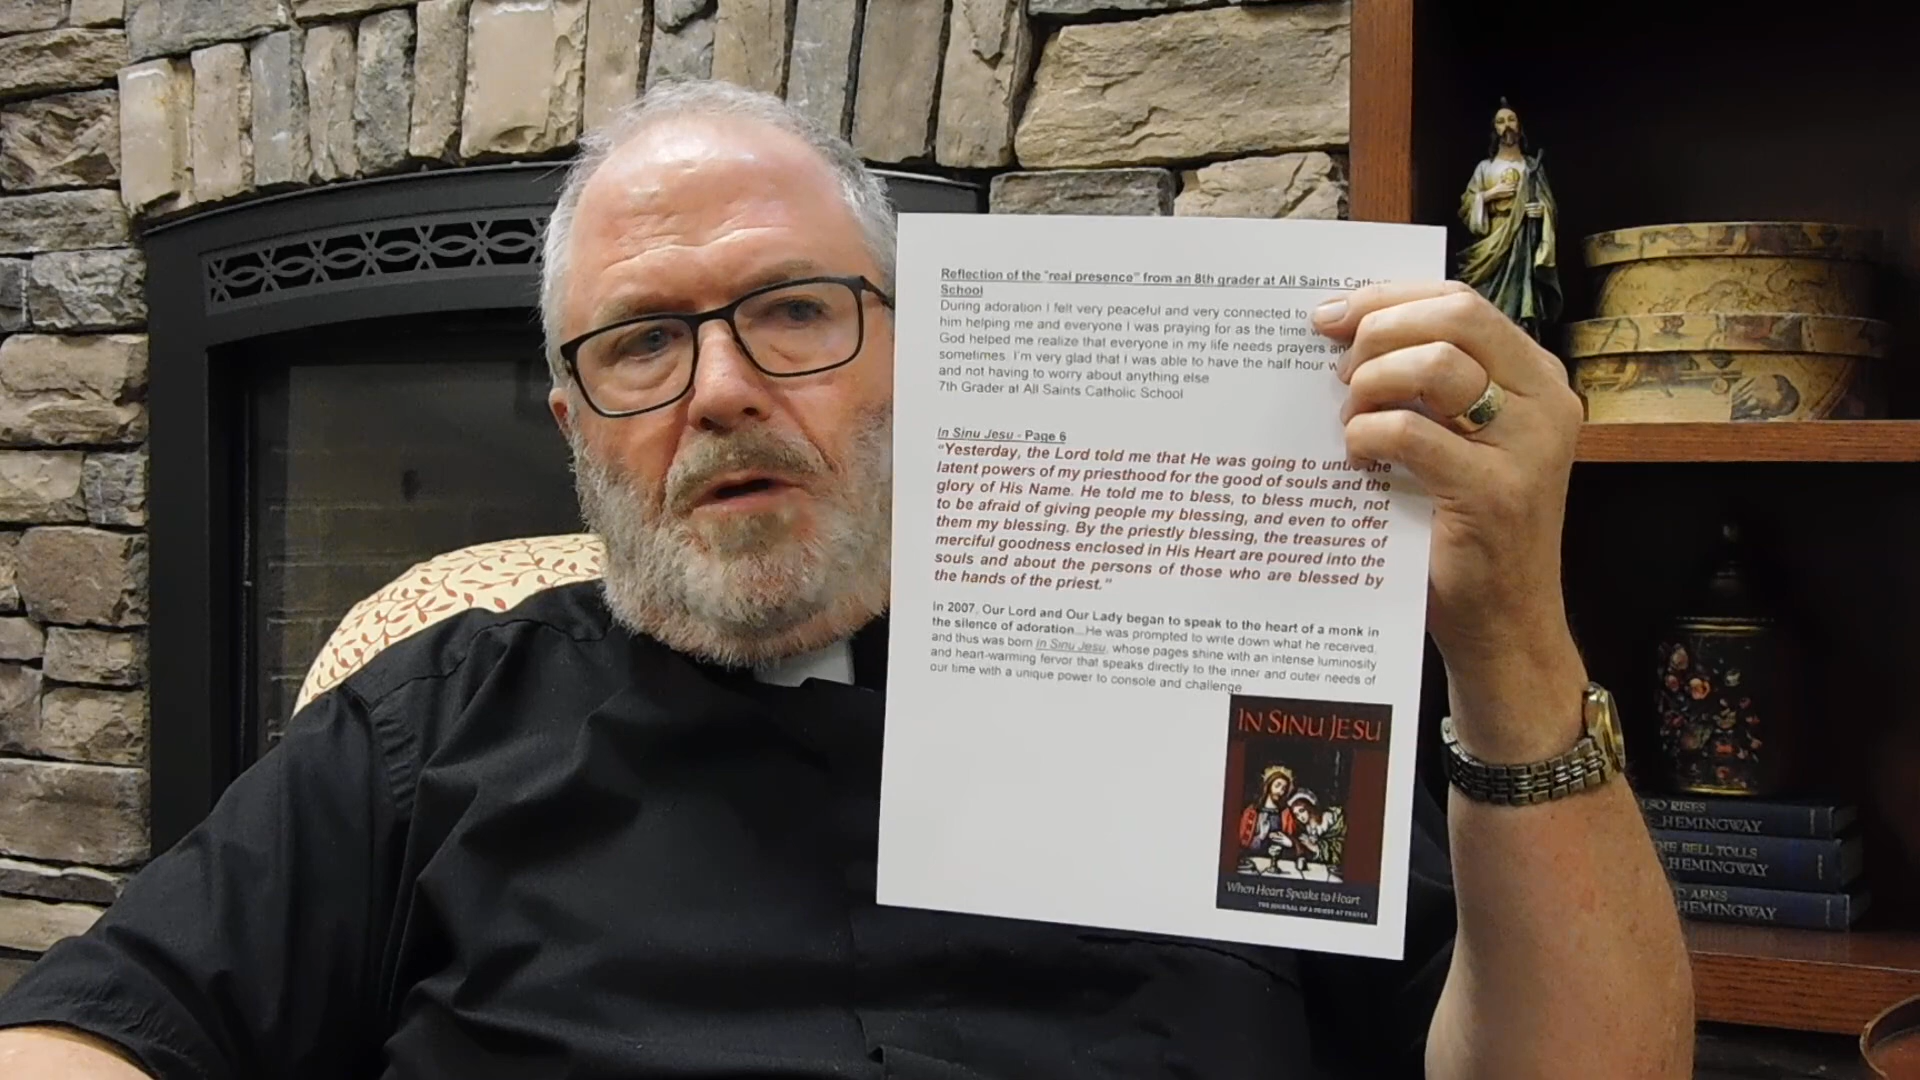 Reflection of the "real presence" from an 8th grader at All Saints
School
During adoration I felt very peaceful and very connected to
him helping me and everyone I was praying for as the time
God helped me realize that everyone in my life needs prayers
sometimes. I'm very glad that I was able to have the half hour
and not having to worry about anything else
7th Grader at All Saints Catholic School
In Sinu Jesu - Page 6
"Yesterday, the Lord told me that He was going to the
latent powers of my priesthood for the good of souls and the
glory of His Name. He told me to bless, to bless much, not
to be afraid of giving people my blessing, and even to offer
them my blessing. By the priestly blessing, the treasures of
merciful goodness enclosed in His Heart are poured into the
souls and about the persons of those who are blessed by
the hands of the priest."
In 2007, Our Lord and Our Lady began to speak to the heart of a monk in
the silence of adoration...He was prompted to write down what he received,
and thus was born In Sinu Jesu, whose pages shine with an intense luminosity
and heart-warming fervor that speaks directly to the inner and outer needs of
our time with a unique power to console and challenge
IN SINU JESU
When Heart Speaks to Heart
THE JOURNAL OF A PRIEST AT PRAYER
ALSO RISES
HEMINGWAY
THE BELL TOLLS
HEMINGWAY
TO ARMS
HEMINGWAY